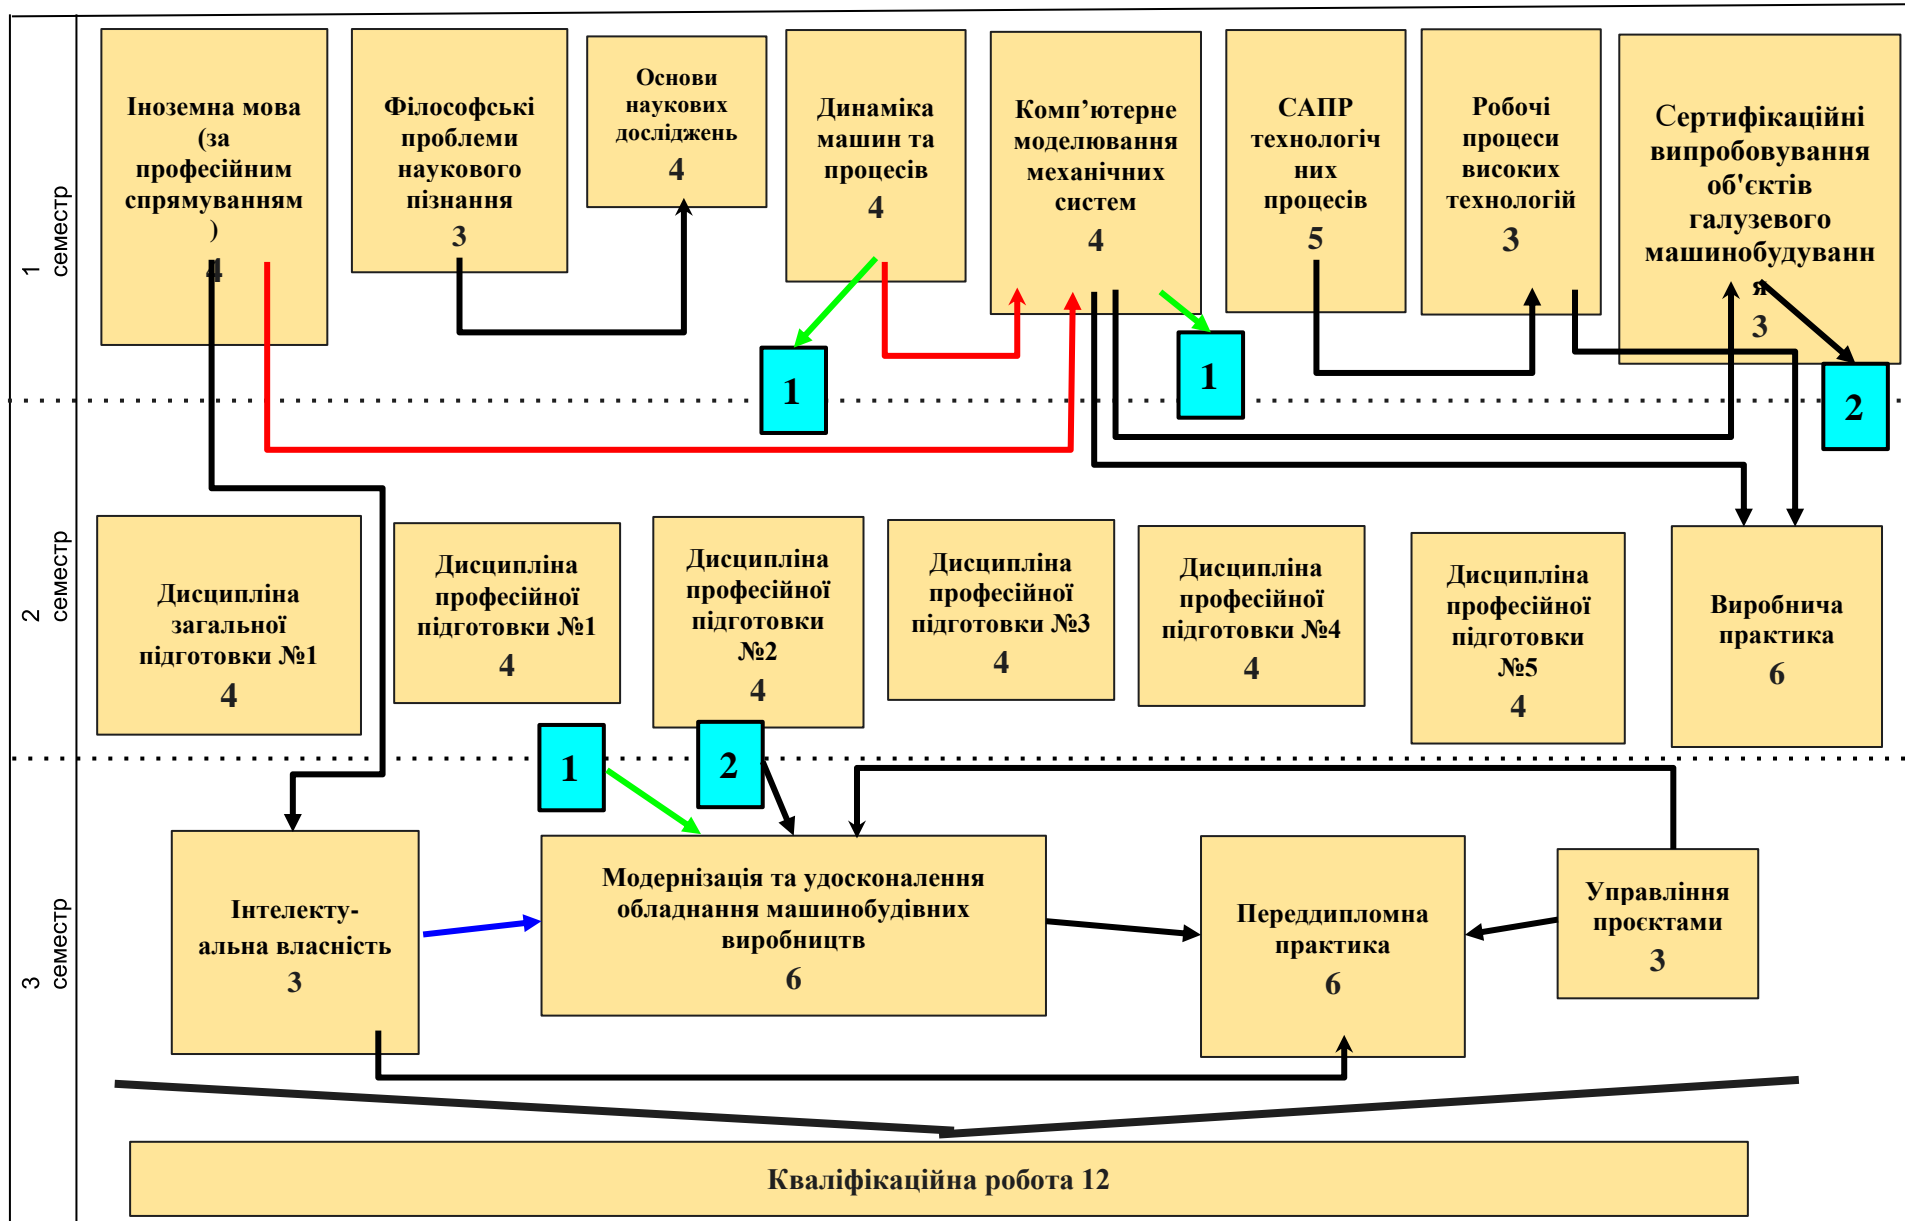 1
семестр
Іноземна мова
(за
професійним
спрямуванням
)
4
Філософські
проблеми
наукового
пізнання
3
Основи
наукових
досліджень
4
Динаміка
машин та
процесів
4
Комп’ютерне
моделювання
механічних
систем
4
САПР
технологіч
них
процесів
5
Робочі
процеси
високих
технологій
3
Сертифікаційні
випробовування
об'єктів
галузевого
машинобудуванн
я
3
1
1
2
2
семестр
Дисципліна
загальної
підготовки №1
4
Дисципліна
професійної
підготовки №1
4
Дисципліна
професійної
підготовки
№2
4
Дисципліна
професійної
підготовки №3
4
Дисципліна
професійної
підготовки №4
4
Дисципліна
професійної
підготовки
№5
4
Виробнича
практика
6
1
2
3
семестр
Інтелекту-
альна власність
3
Модернізація та удосконалення
обладнання машинобудівних
виробництв
6
Переддипломна
практика
6
Управління
проєктами
3
Кваліфікаційна робота 12